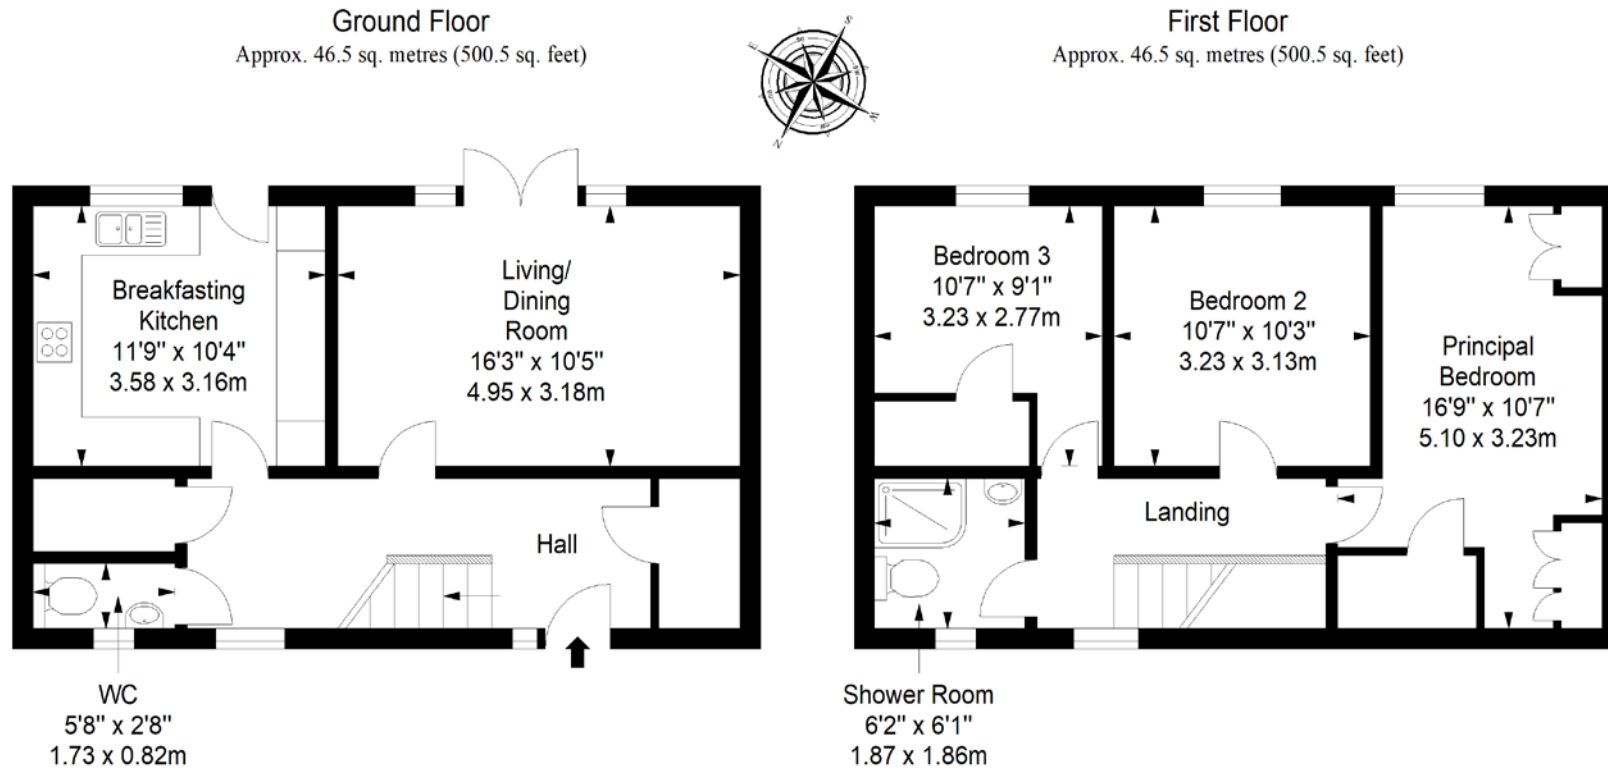 Ground Floor
Approx. 46.5 sq. metres (500.5 sq. feet)
First Floor
Approx. 46.5 sq. metres (500.5 sq. feet)
S
E
W
N
Breakfasting
Kitchen
11'9" x 10'4"
3.58 x 3.16m
Living/
Dining
Room
16'3" x 10'5"
4.95 x 3.18m
Hall
WC
5'8" x 2'8"
1.73 x 0.82m
Bedroom 3
10'7" x 9'1"
3.23 x 2.77m
Bedroom 2
10'7" x 10'3"
3.23 x 3.13m
Principal
Bedroom
16'9" x 10'7"
5.10 x 3.23m
Landing
Shower Room
6'2" x 6'1"
1.87 x 1.86m